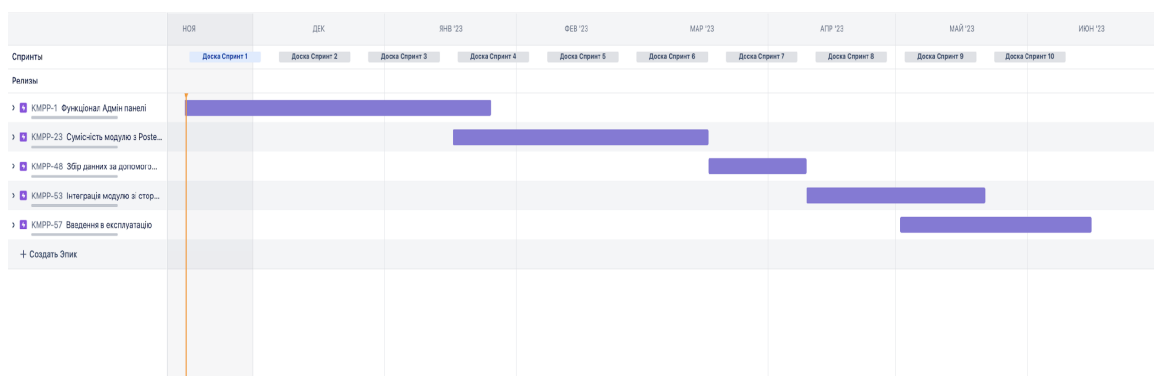 НОЯ ДЕК ЯНВ '23 ФЕВ '23 МАР '23 АПР '23 МАЙ '23 ИЮН '23
Спринты Доска Спринт 1 Доска Спринт 2 Доска Спринт 3 Доска Спринт 4 Доска Спринт 5 Доска Спринт 6 Доска Спринт 7 Доска Спринт 8 Доска Спринт 9 Доска Спринт 10
Релизы
KMPP-1 Функціонал Адмін панелі
KMPP-23 Сумісність модулю з Poste...
KMPP-48 Збір данних за допомого...
KMPP-53 Інтеграція модулю зі стор...
KMPP-57 Введення в експлуатацію
+ Создать Эпик